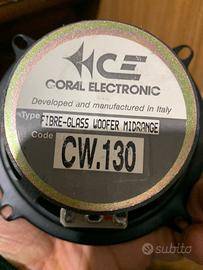 CE
CORAL ELECTRONIC
Developed and manufactured in Italy
Type FIBRE-GLASS WOOFER MIDRANGE
Code CW.130
subito